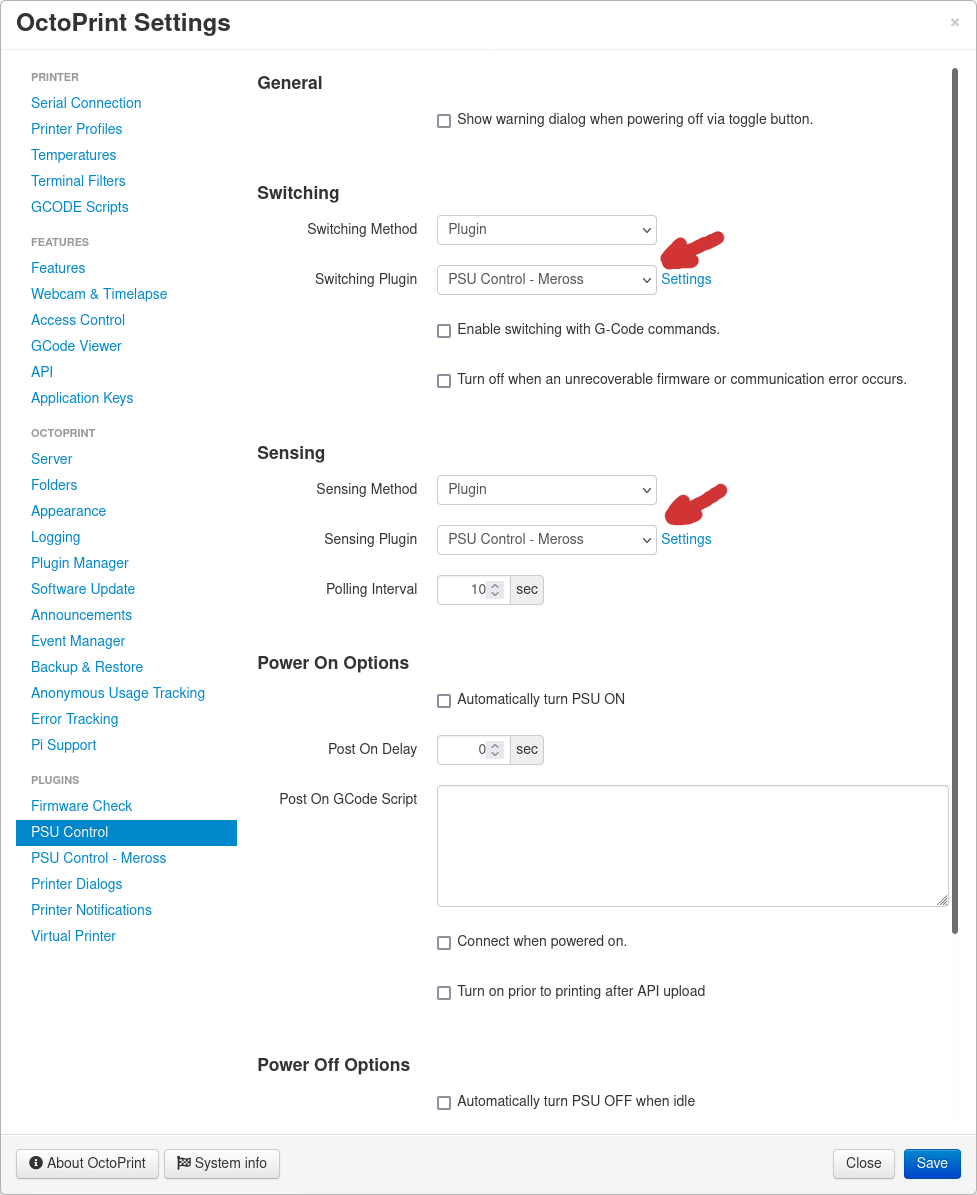 OctoPrint Settings
×
PRINTER
Serial Connection
Printer Profiles
Temperatures
Terminal Filters
GCODE Scripts
FEATURES
Features
Webcam & Timelapse
Access Control
GCode Viewer
API
Application Keys
OCTOPRINT
Server
Folders
Appearance
Logging
Plugin Manager
Software Update
Announcements
Event Manager
Backup & Restore
Anonymous Usage Tracking
Error Tracking
Pi Support
PLUGINS
Firmware Check
PSU Control
PSU Control - Meross
Printer Dialogs
Printer Notifications
Virtual Printer
General
Show warning dialog when powering off via toggle button.
Switching
Switching Method Plugin
Switching Plugin PSU Control - Meross Settings
Enable switching with G-Code commands.
Turn off when an unrecoverable firmware or communication error occurs.
Sensing
Sensing Method Plugin
Sensing Plugin PSU Control - Meross Settings
Polling Interval 10 sec
Power On Options
Automatically turn PSU ON
Post On Delay 0 sec
Post On GCode Script
Connect when powered on.
Turn on prior to printing after API upload
Power Off Options
Automatically turn PSU OFF when idle
About OctoPrint System info Close Save